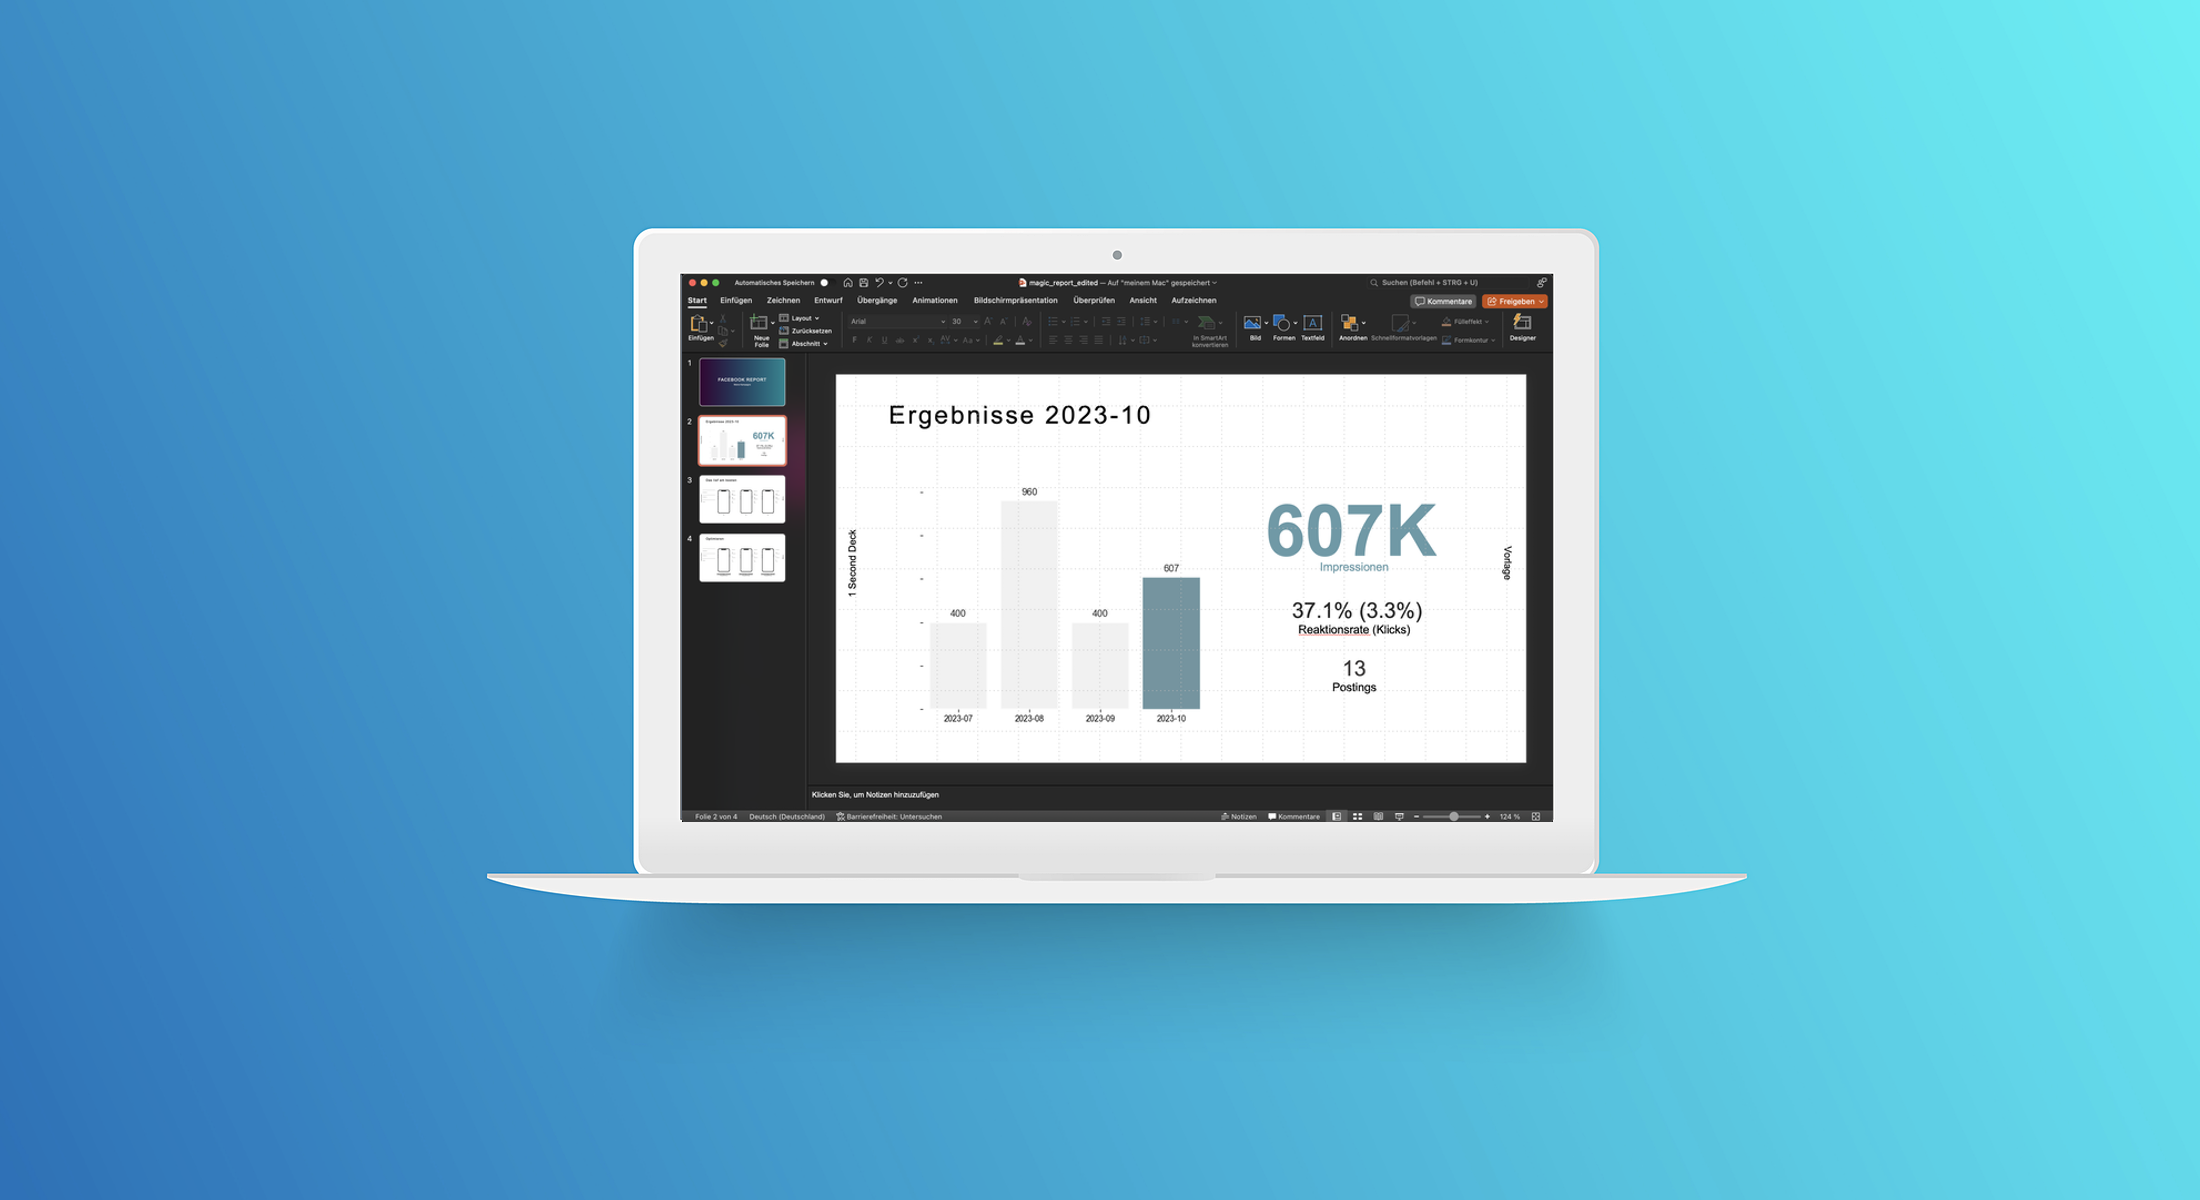 Automatisches Speichern
magic_report_edited — Auf "meinem Mac" gespeichert
Suchen (Befehl + STRG + U)
Start Einfügen Zeichnen Entwurf Übergänge Animationen Bildschirmpräsentation Überprüfen Ansicht Aufzeichnen
Kommentare Freigeben
Einfügen
Neue
Folie
Layout
Zurücksetzen
Abschnitt
Arial 30
In SmartArt
konvertieren
Bild Formen Textfeld
Anordnen Schnellformatvorlagen
Fülleffekt
Formkontur
Designer
1
FACEBOOK REPORT
2
Ergebnisse 2023-10
607K
3
4
Ergebnisse 2023-10
1 Second Deck
960
607
400
400
2023-07 2023-08 2023-09 2023-10
607K
Impressionen
37.1% (3.3%)
Reaktionsrate (Klicks)
13
Postings
Vorlage
Klicken Sie, um Notizen hinzuzufügen
Folie 2 von 4 Deutsch (Deutschland) Barrierefreiheit: Untersuchen
Notizen Kommentare 124 %